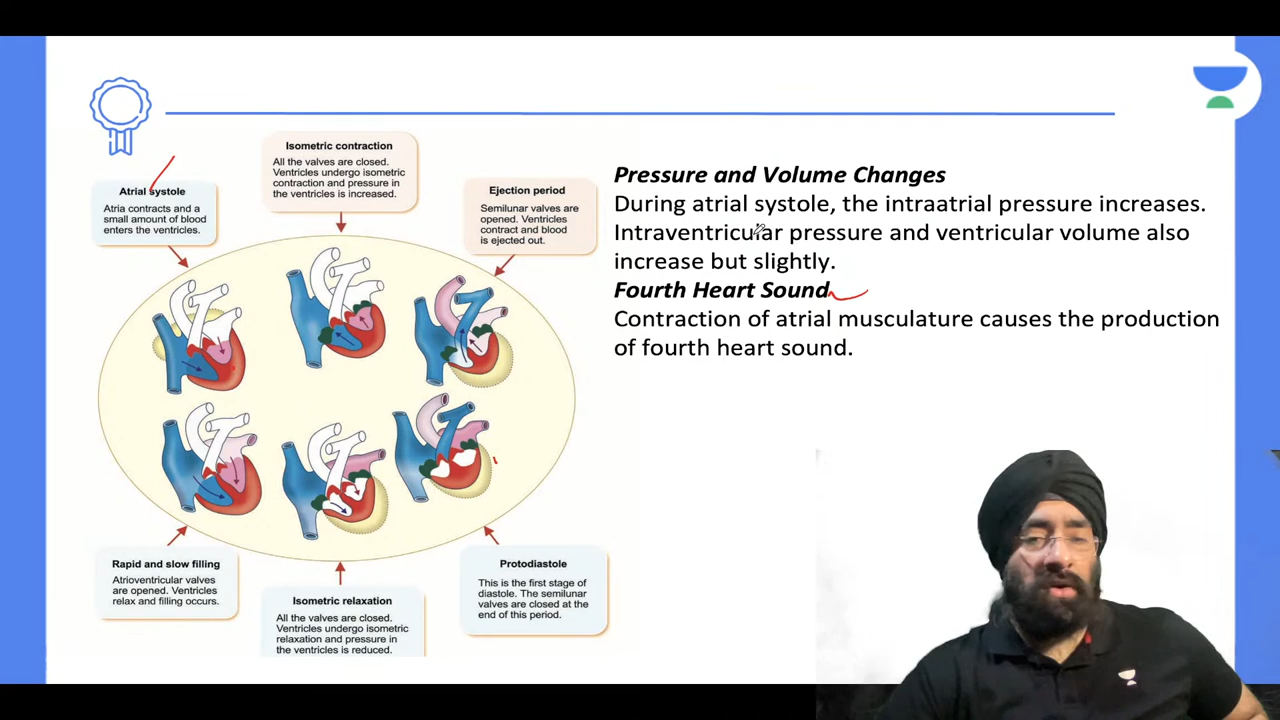 Isometric contraction
All the valves are closed.
Ventricles undergo isometric
contraction and pressure in
the ventricles is increased.
Atrial systole
Atria contracts and a
small amount of blood
enters the ventricles.
Ejection period
Semilunar valves are
opened. Ventricles
contract and blood
is ejected out.
Rapid and slow filling
Atrioventricular valves
are opened. Ventricles
relax and filling occurs.
Isometric relaxation
All the valves are closed.
Ventricles undergo isometric
relaxation and pressure in
the ventricles is reduced.
Protodiastole
This is the first stage of
diastole. The semilunar
valves are closed at the
end of this period.
Pressure and Volume Changes
During atrial systole, the intraatrial pressure increases.
Intraventricular pressure and ventricular volume also
increase but slightly.
Fourth Heart Sound
Contraction of atrial musculature causes the production
of fourth heart sound.